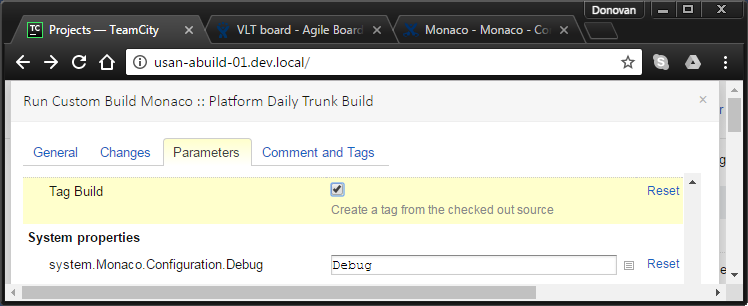 Donovan
TC Projects — TeamCity
VLT board - Agile Board
Monaco - Monaco - Co
usan-abuild-01.dev.local/
Run Custom Build Monaco :: Platform Daily Trunk Build
General Changes Parameters Comment and Tags
Tag Build Reset
Create a tag from the checked out source
System properties
system.Monaco.Configuration.Debug Debug Reset